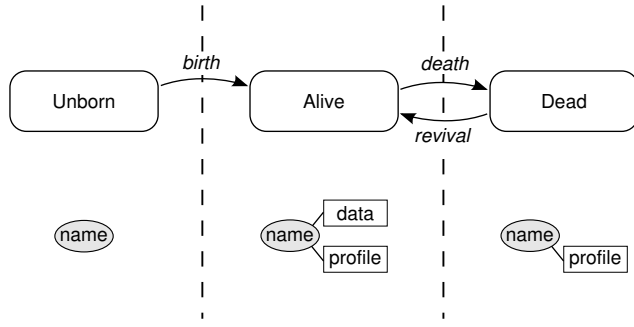 birth
death
Unborn
Alive
Dead
revival
data
name
name
name
profile
profile